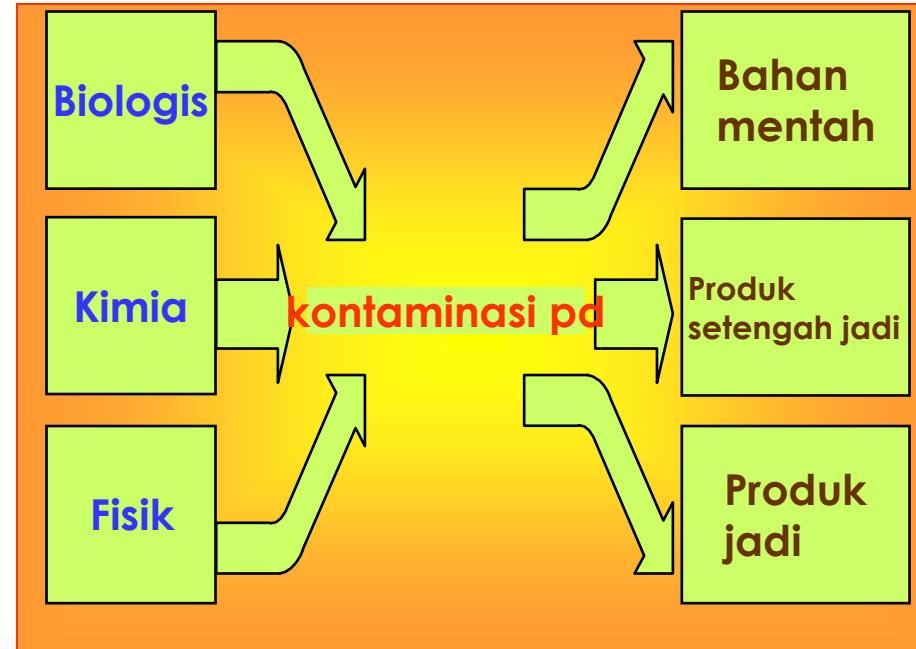 Biologis
Kimia
Fisik
kontaminasi pd
Bahan
mentah
Produk
setengah jadi
Produk
jadi